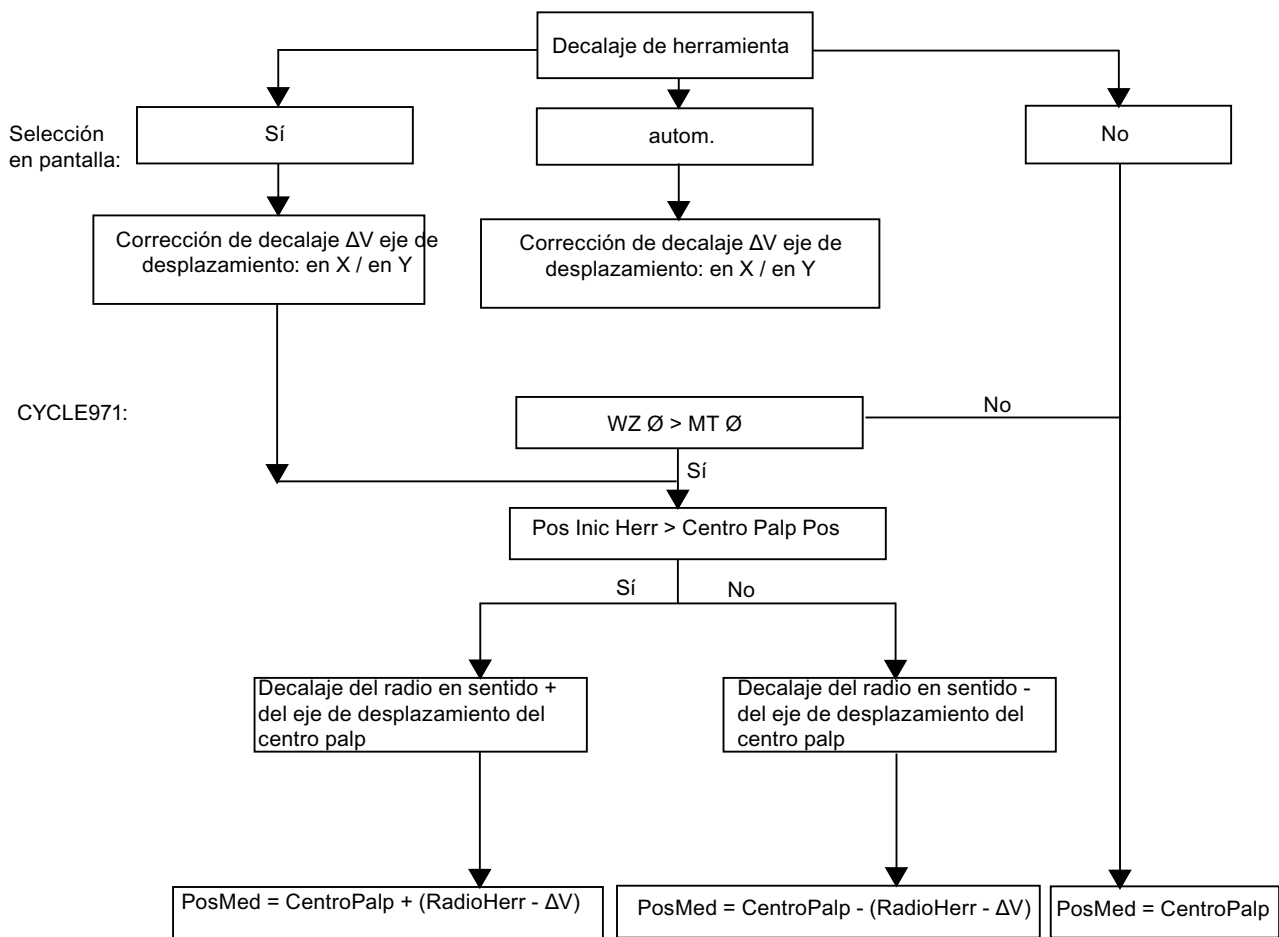 Decalaje de herramienta
Selección
en pantalla:
Sí
autom.
No
Corrección de decalaje ΔV eje de
desplazamiento: en X / en Y
Corrección de decalaje ΔV eje de
desplazamiento: en X / en Y
CYCLE971:
WZ Ø > MT Ø
No
Sí
Pos Inic Herr > Centro Palp Pos
Sí
No
Decalaje del radio en sentido +
del eje de desplazamiento del
centro palp
Decalaje del radio en sentido -
del eje de desplazamiento del
centro palp
PosMed = CentroPalp + (RadioHerr - ΔV)
PosMed = CentroPalp - (RadioHerr - ΔV)
PosMed = CentroPalp